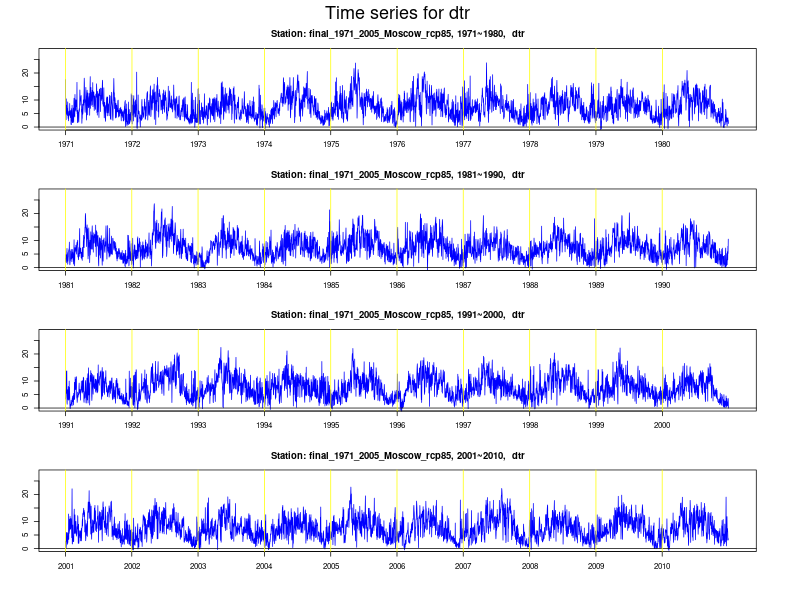 Time series for dtr
Station: final_1971_2005_Moscow_rcp85, 1971~1980, dtr
20
10
5
0
1971 1972 1973 1974 1975 1976 1977 1978 1979 1980
Station: final_1971_2005_Moscow_rcp85, 1981~1990, dtr
20
10
5
0
1981 1982 1983 1984 1985 1986 1987 1988 1989 1990
Station: final_1971_2005_Moscow_rcp85, 1991~2000, dtr
20
10
5
0
1991 1992 1993 1994 1995 1996 1997 1998 1999 2000
Station: final_1971_2005_Moscow_rcp85, 2001~2010, dtr
20
10
5
0
2001 2002 2003 2004 2005 2006 2007 2008 2009 2010